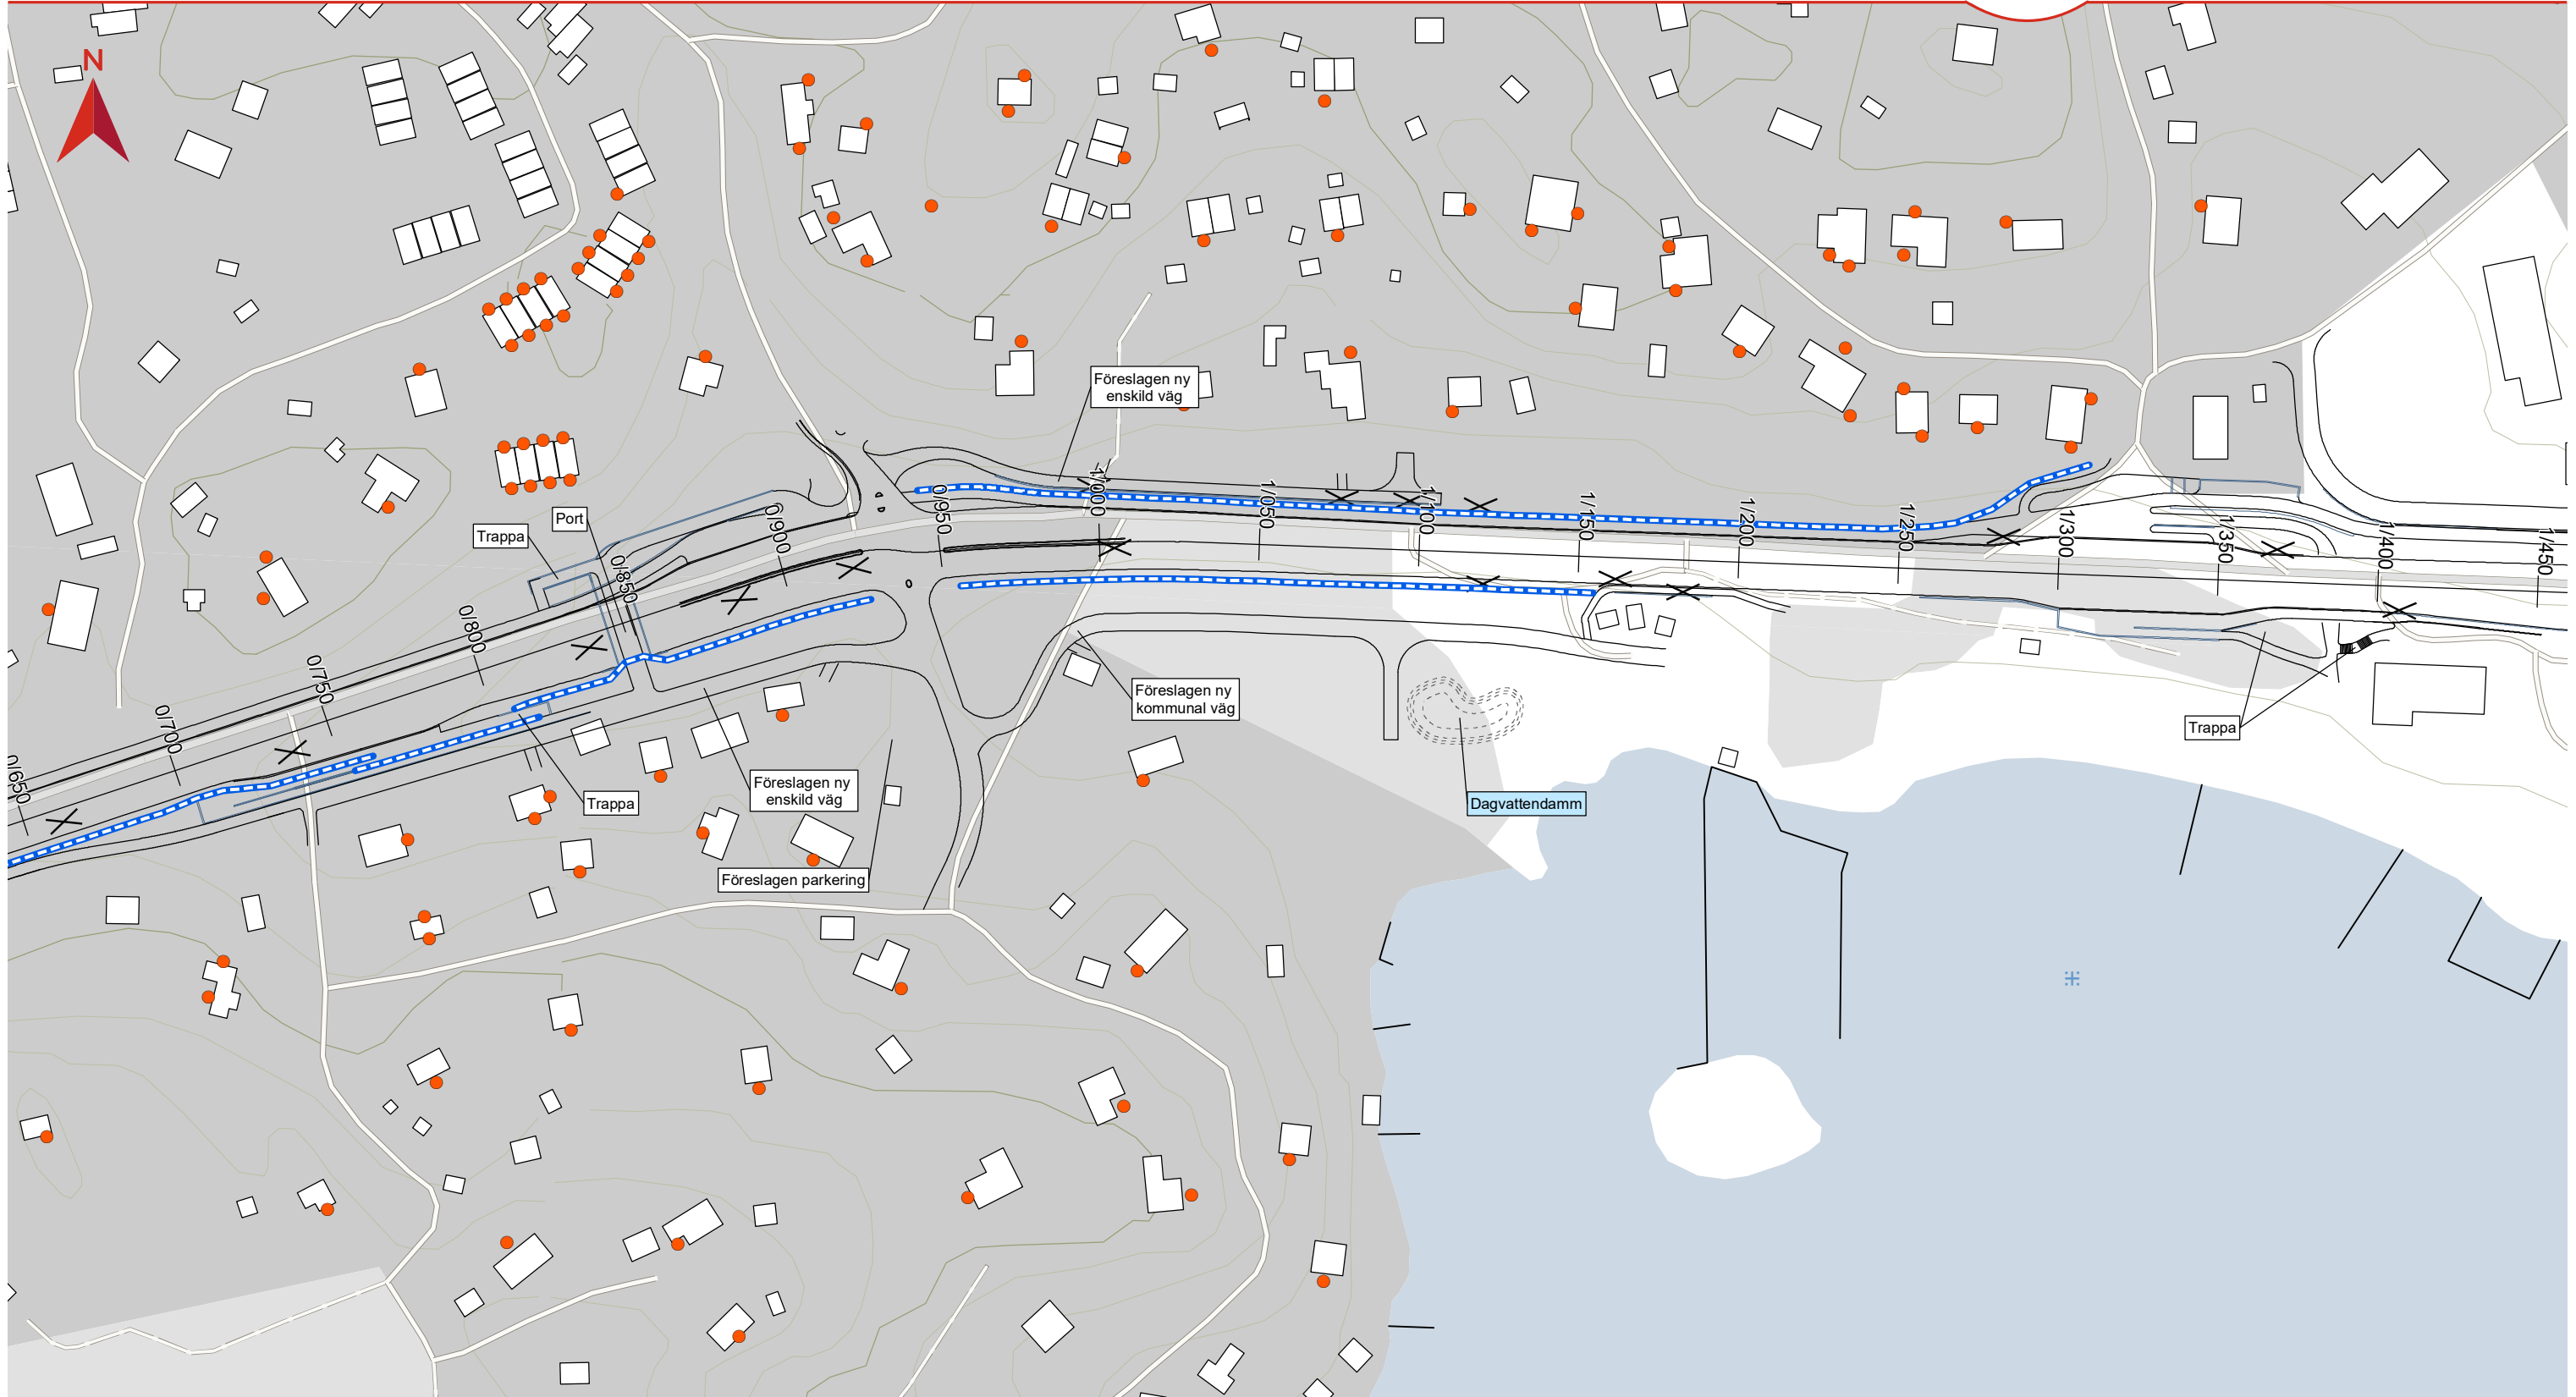 N
Föreslagen ny
enskild väg
Port
Trappa
0/650
0/700
0/750
0/800
0/850
0/900
0/950
1/000
1/050
1/100
1/150
1/200
1/250
1/300
1/350
1/400
1/450
Föreslagen ny
kommunal väg
Trappa
Föreslagen ny
enskild väg
Trappa
Dagvattendamm
Föreslagen parkering